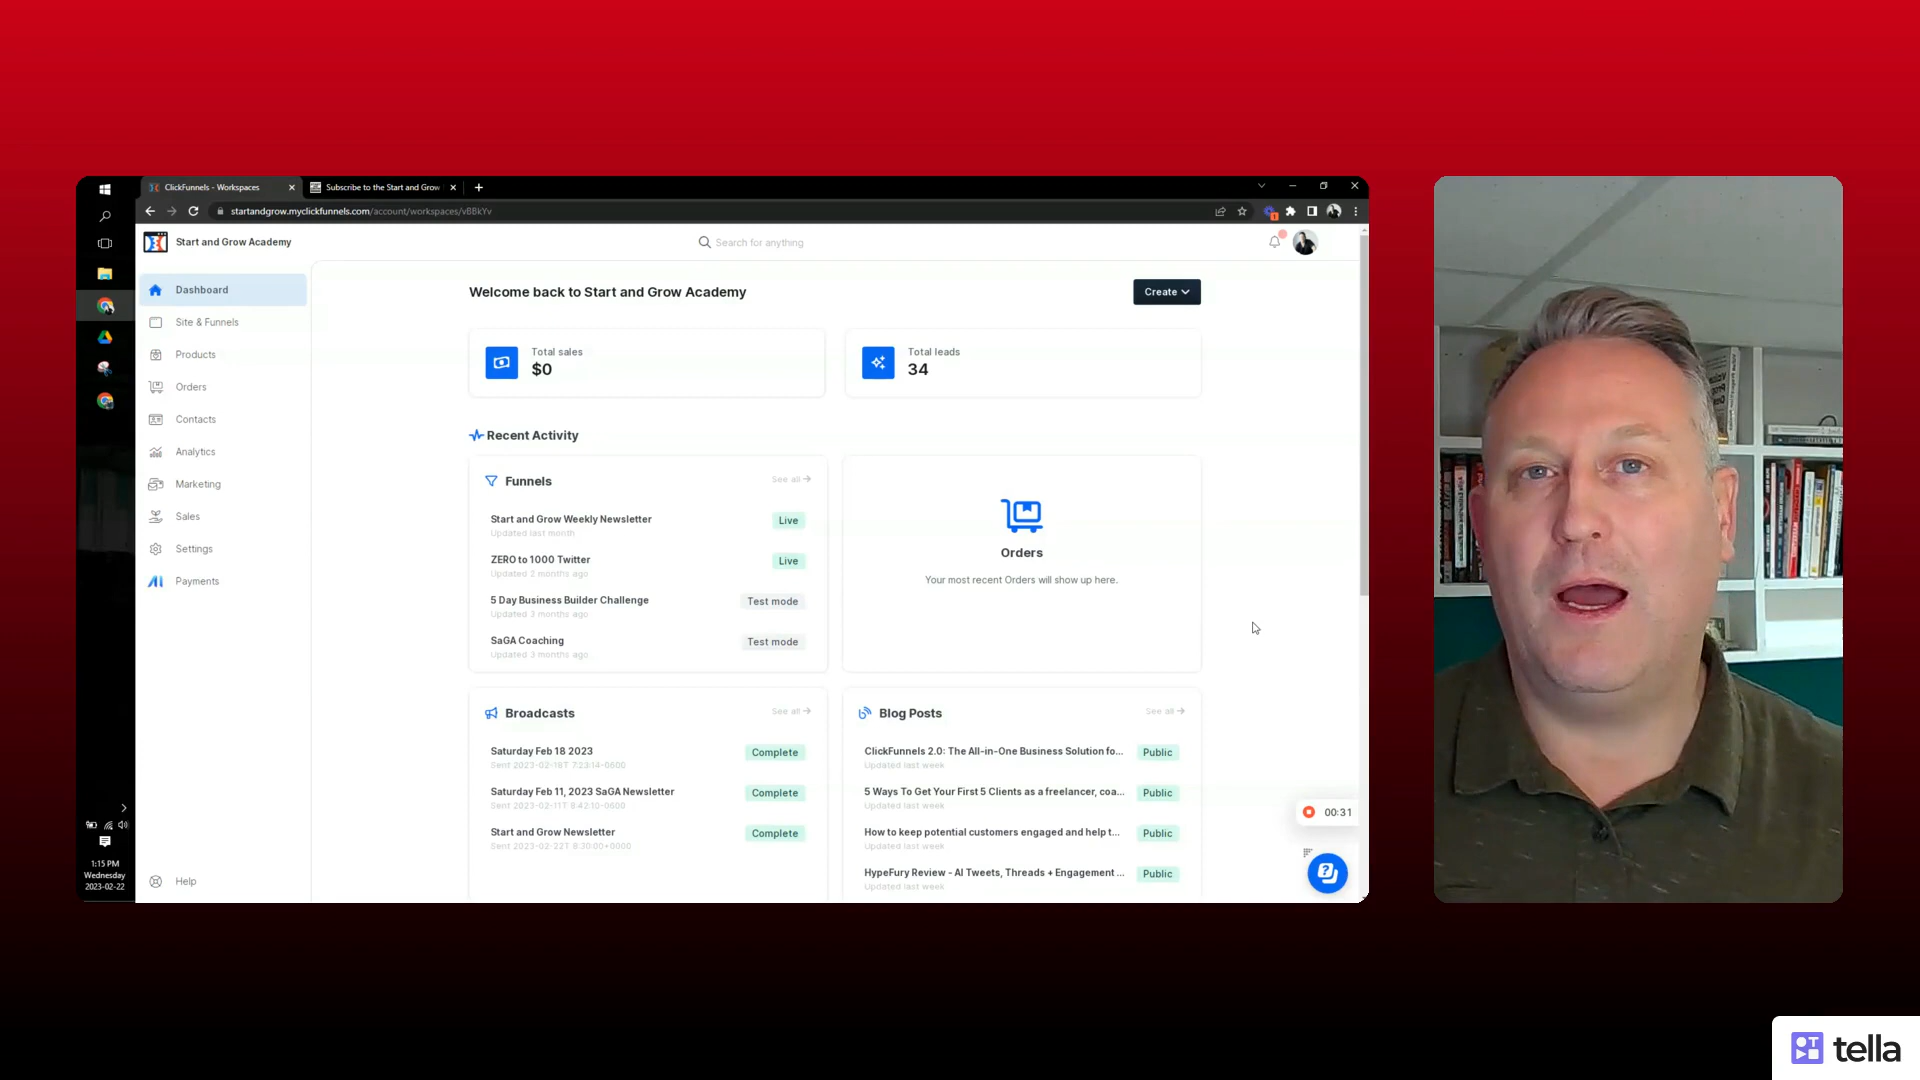 ClickFunnels - Workspaces
Subscribe to the Start and Grow
startandgrow.myclickfunnels.com/account/workspaces/vBBkYv
Start and Grow Academy
Search for anything
Dashboard
Site & Funnels
Products
Orders
Contacts
Analytics
Marketing
Sales
Settings
Payments
Help
Welcome back to Start and Grow Academy
Create
Total sales
$0
Total leads
34
Recent Activity
Funnels
See all
Start and Grow Weekly Newsletter
Live
Updated last month
ZERO to 1000 Twitter
Live
Updated 2 months ago
5 Day Business Builder Challenge
Test mode
Updated 3 months ago
SaGA Coaching
Test mode
Updated 3 months ago
Orders
Your most recent Orders will show up here.
Broadcasts
See all
Saturday Feb 18 2023
Complete
Saturday Feb 11, 2023 SaGA Newsletter
Complete
Start and Grow Newsletter
Complete
Blog Posts
See all
ClickFunnels 2.0: The All-in-One Business Solution fo...
Public
Updated last week
5 Ways To Get Your First 5 Clients as a freelancer, coa...
Public
Updated last week
How to keep potential customers engaged and help t...
Public
Updated last week
HypeFury Review - AI Tweets, Threads + Engagement ...
Public
Updated last week
00:31
1:15 PM
Wednesday
2023-02-22
tella